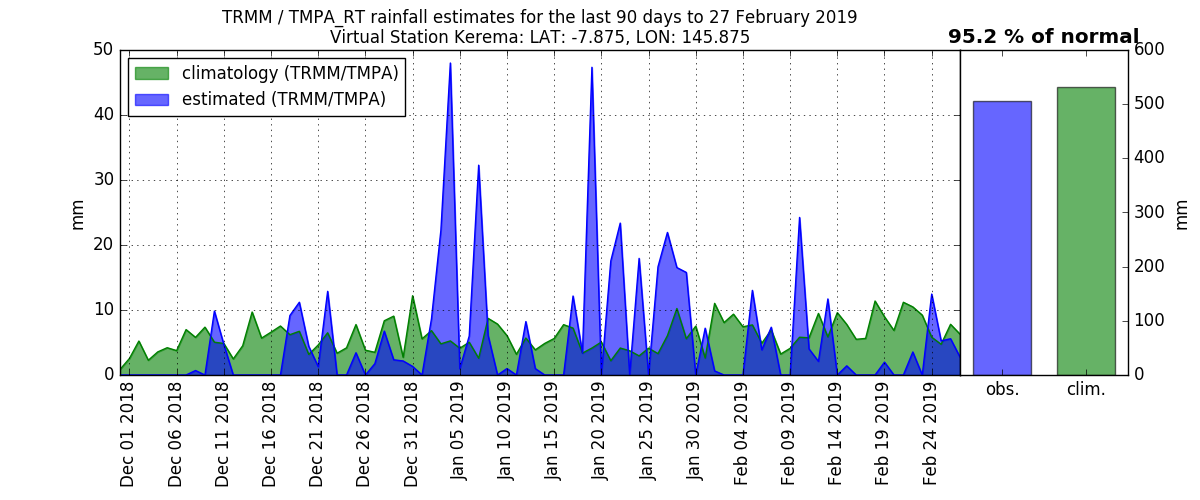 TRMM / TMPA_RT rainfall estimates for the last 90 days to 27 February 2019
Virtual Station Kerema: LAT: -7.875, LON: 145.875
95.2 % of normal
climatology (TRMM/TMPA)
estimated (TRMM/TMPA)
50
40
30
20
10
0
mm
600
500
400
300
200
100
0
mm
obs.
clim.
Dec 01 2018
Dec 06 2018
Dec 11 2018
Dec 16 2018
Dec 21 2018
Dec 26 2018
Dec 31 2018
Jan 05 2019
Jan 10 2019
Jan 15 2019
Jan 20 2019
Jan 25 2019
Jan 30 2019
Feb 04 2019
Feb 09 2019
Feb 14 2019
Feb 19 2019
Feb 24 2019